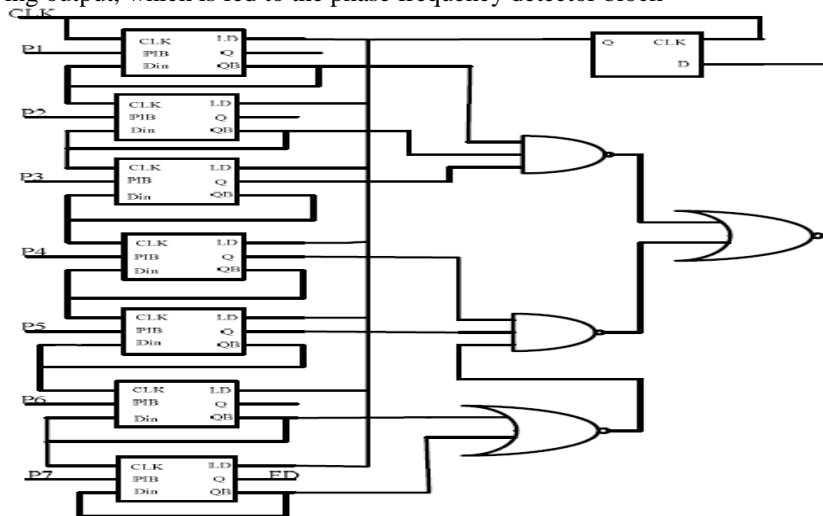 ing output, which is fed to the phase frequency detector block
CLK
CLK LD
P1 PIB Q
Din QB
Q CLK
D
CLK LD
P2 PIB Q
Din QB
CLK LD
P3 PIB Q
Din QB
CLK LD
P4 PIB Q
Din QB
CLK LD
P5 PIB Q
Din QB
CLK LD
P6 PIB Q
Din QB
CLK LD
P7 PIB Q FD
Din QB